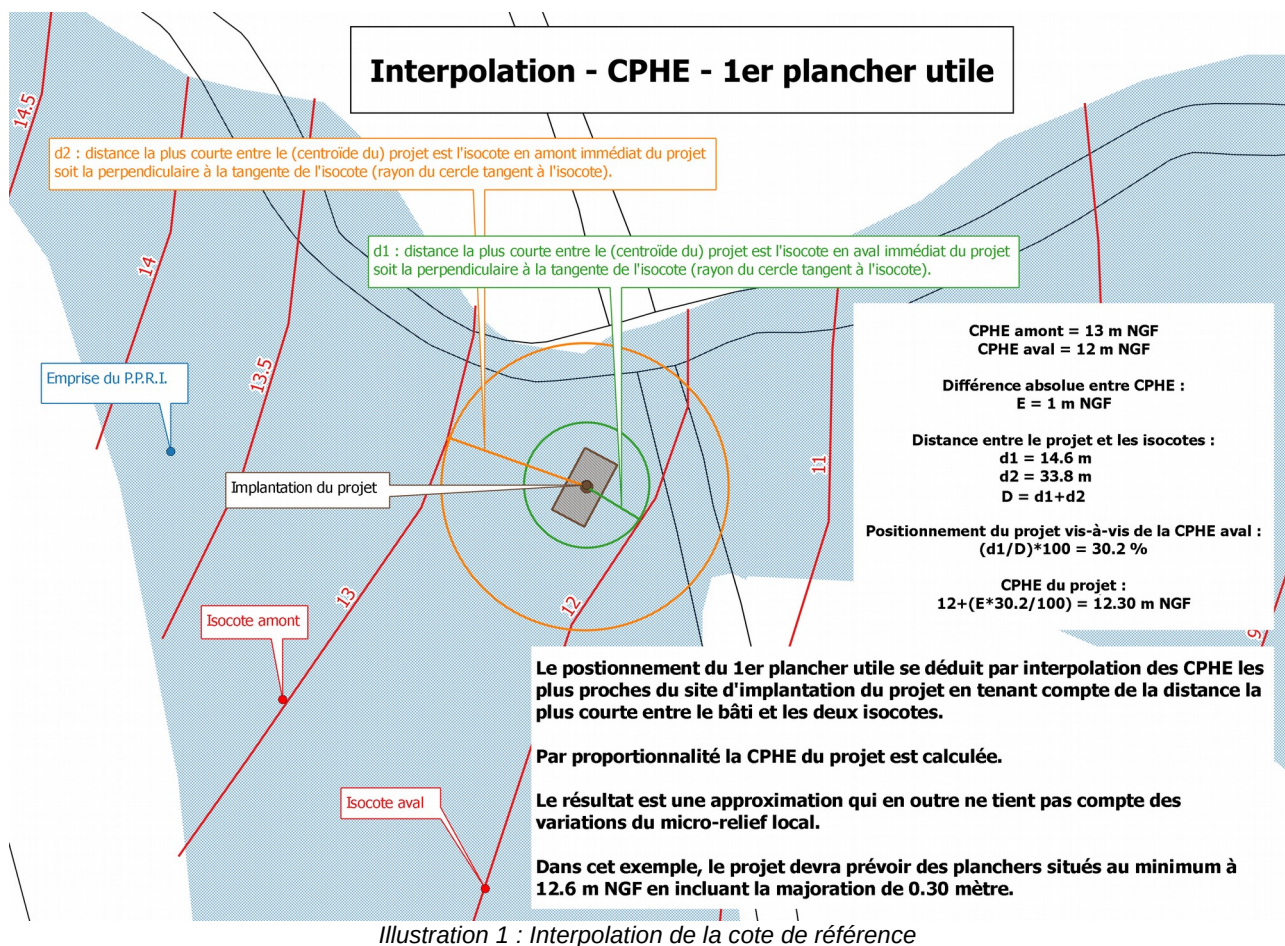 Interpolation - CPHE - 1er plancher utile
14.5
d2 : distance la plus courte entre le (centroïde du) projet est l'isocote en amont immédiat du projet
soit la perpendiculaire à la tangente de l'isocote (rayon du cercle tangent à l'isocote).
d1 : distance la plus courte entre le (centroïde du) projet est l'isocote en aval immédiat du projet
soit la perpendiculaire à la tangente de l'isocote (rayon du cercle tangent à l'isocote).
14
13.5
Emprise du P.P.R.I.
Implantation du projet
11
CPHE amont = 13 m NGF
CPHE aval = 12 m NGF
Différence absolue entre CPHE :
E = 1 m NGF
Distance entre le projet et les isocotes :
d1 = 14.6 m
d2 = 33.8 m
D = d1+d2
Positionnement du projet vis-à-vis de la CPHE aval :
(d1/D)*100 = 30.2 %
CPHE du projet :
12+(E*30.2/100) = 12.30 m NGF
13
12
9
Isocote amont
Isocote aval
Le postionnement du 1er plancher utile se déduit par interpolation des CPHE les
plus proches du site d'implantation du projet en tenant compte de la distance la
plus courte entre le bâti et les deux isocotes.
Par proportionnalité la CPHE du projet est calculée.
Le résultat est une approximation qui en outre ne tient pas compte des
variations du micro-relief local.
Dans cet exemple, le projet devra prévoir des planchers situés au minimum à
12.6 m NGF en incluant la majoration de 0.30 mètre.
Illustration 1 : Interpolation de la cote de référence